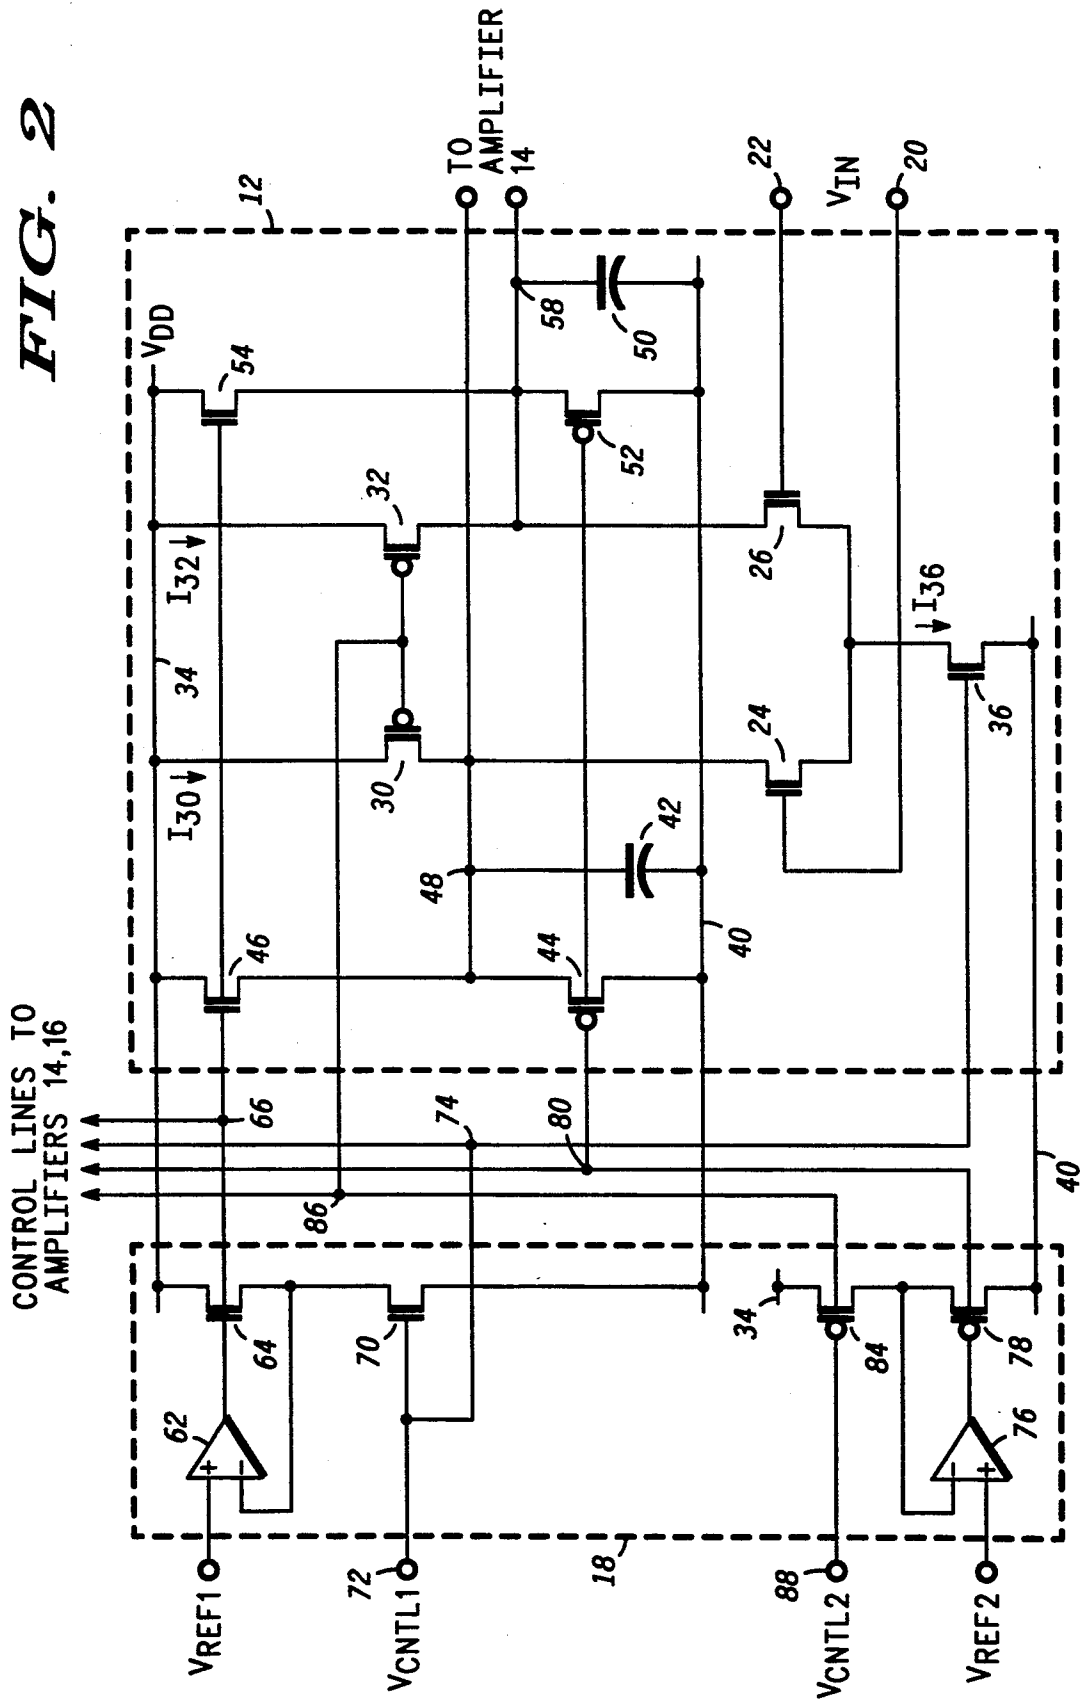 FIG. 2
12
TO
AMPLIFIER
14
22
VIN
20
VDD
54
58
50
52
32
I32
34
26
I36
36
24
30
I30
42
48
40
46
44
CONTROL LINES TO
AMPLIFIERS 14,16
66
74
80
86
40
64
70
34
84
78
62
+
−
76
−
+
18
VREF1
72
VCNTL1
88
VCNTL2
VREF2